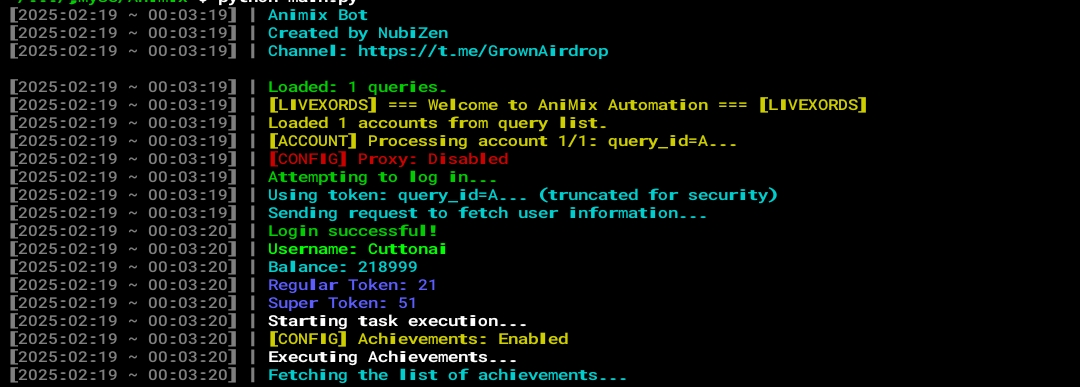 $ python main.py
[2025-02-19 ~ 00:03:19] | Animix Bot
[2025-02-19 ~ 00:03:19] | Created by NubiZen
[2025-02-19 ~ 00:03:19] | Channel: https://t.me/GrownAirdrop
[2025-02-19 ~ 00:03:19] | Loaded: 1 queries.
[2025-02-19 ~ 00:03:19] | [LIVEXORDS] === Welcome to AniMix Automation === [LIVEXORDS]
[2025-02-19 ~ 00:03:19] | Loaded 1 accounts from query list.
[2025-02-19 ~ 00:03:19] | [ACCOUNT] Processing account 1/1: query_id=A...
[2025-02-19 ~ 00:03:19] | [CONFIG] Proxy: Disabled
[2025-02-19 ~ 00:03:19] | Attempting to log in...
[2025-02-19 ~ 00:03:19] | Using token: query_id=A... (truncated for security)
[2025-02-19 ~ 00:03:19] | Sending request to fetch user information...
[2025-02-19 ~ 00:03:20] | Login successful!
[2025-02-19 ~ 00:03:20] | Username: Cuttonai
[2025-02-19 ~ 00:03:20] | Balance: 218999
[2025-02-19 ~ 00:03:20] | Regular Token: 21
[2025-02-19 ~ 00:03:20] | Super Token: 51
[2025-02-19 ~ 00:03:20] | Starting task execution...
[2025-02-19 ~ 00:03:20] | [CONFIG] Achievements: Enabled
[2025-02-19 ~ 00:03:20] | Executing Achievements...
[2025-02-19 ~ 00:03:20] | Fetching the list of achievements...